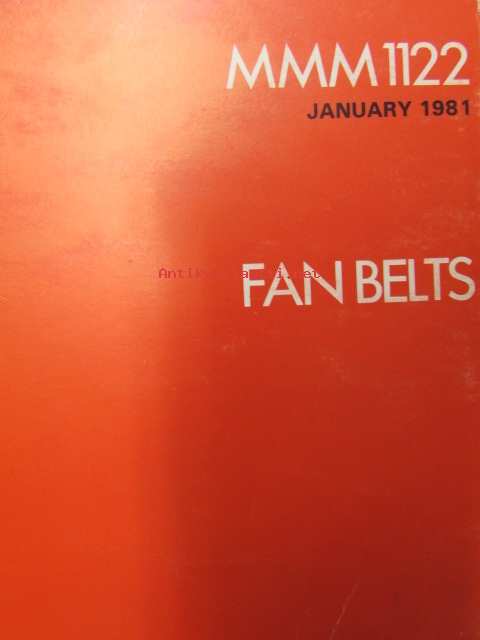 MMM 1122
JANUARY 1981
FAN BELTS